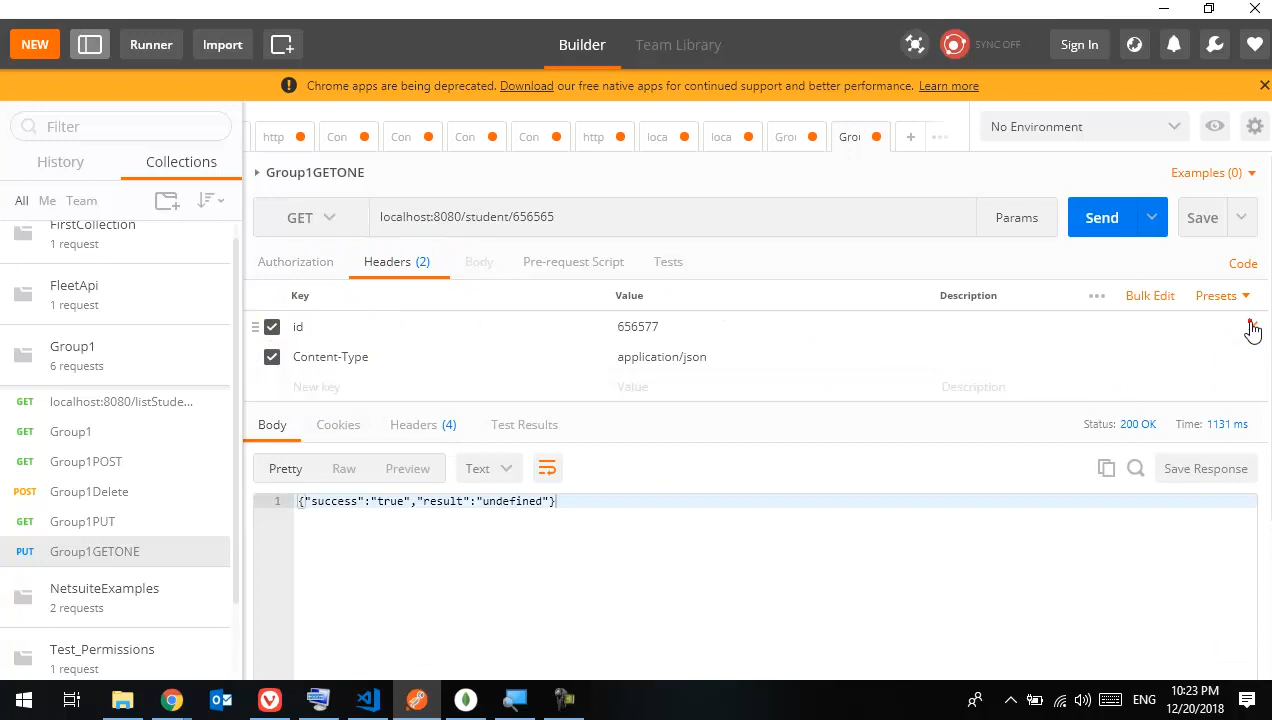 NEW
Runner
Import
Builder
Team Library
SYNC OFF
Sign In
Chrome apps are being deprecated. Download our free native apps for continued support and better performance. Learn more
Filter
http
Con
Con
Con
Con
http
loca
loca
Gro
Gro
No Environment
History
Collections
Group1GETONE
Examples (0)
All Me Team
GET
localhost:8080/student/656565
Params
Send
Save
FirstCollection
1 request
Authorization
Headers (2)
Body
Pre-request Script
Tests
Code
FleetApi
1 request
Key
Value
Description
Bulk Edit
Presets
id
656577
Group1
6 requests
Content-Type
application/json
New key
Value
Description
GET localhost:8080/listStude...
GET Group1
GET Group1POST
POST Group1Delete
GET Group1PUT
PUT Group1GETONE
Body
Cookies
Headers (4)
Test Results
Status: 200 OK
Time: 1131 ms
Pretty
Raw
Preview
Text
Save Response
1 {"success":"true","result":"undefined"}
NetsuiteExamples
2 requests
Test_Permissions
1 request
ENG
10:23 PM
12/20/2018